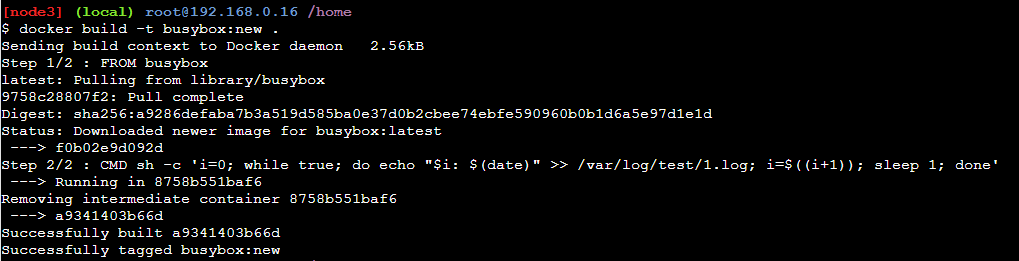 [node3] (local) root@192.168.0.16 /home
$ docker build -t busybox:new .
Sending build context to Docker daemon   2.56kB
Step 1/2 : FROM busybox
latest: Pulling from library/busybox
9758c28807f2: Pull complete
Digest: sha256:a9286defaba7b3a519d585ba0e37d0b2cbee74ebfe590960b0b1d6a5e97d1e1d
Status: Downloaded newer image for busybox:latest
 ---> f0b02e9d092d
Step 2/2 : CMD sh -c 'i=0; while true; do echo "$i: $(date)" >> /var/log/test/1.log; i=$((i+1)); sleep 1; done'
 ---> Running in 8758b551baf6
Removing intermediate container 8758b551baf6
 ---> a9341403b66d
Successfully built a9341403b66d
Successfully tagged busybox:new